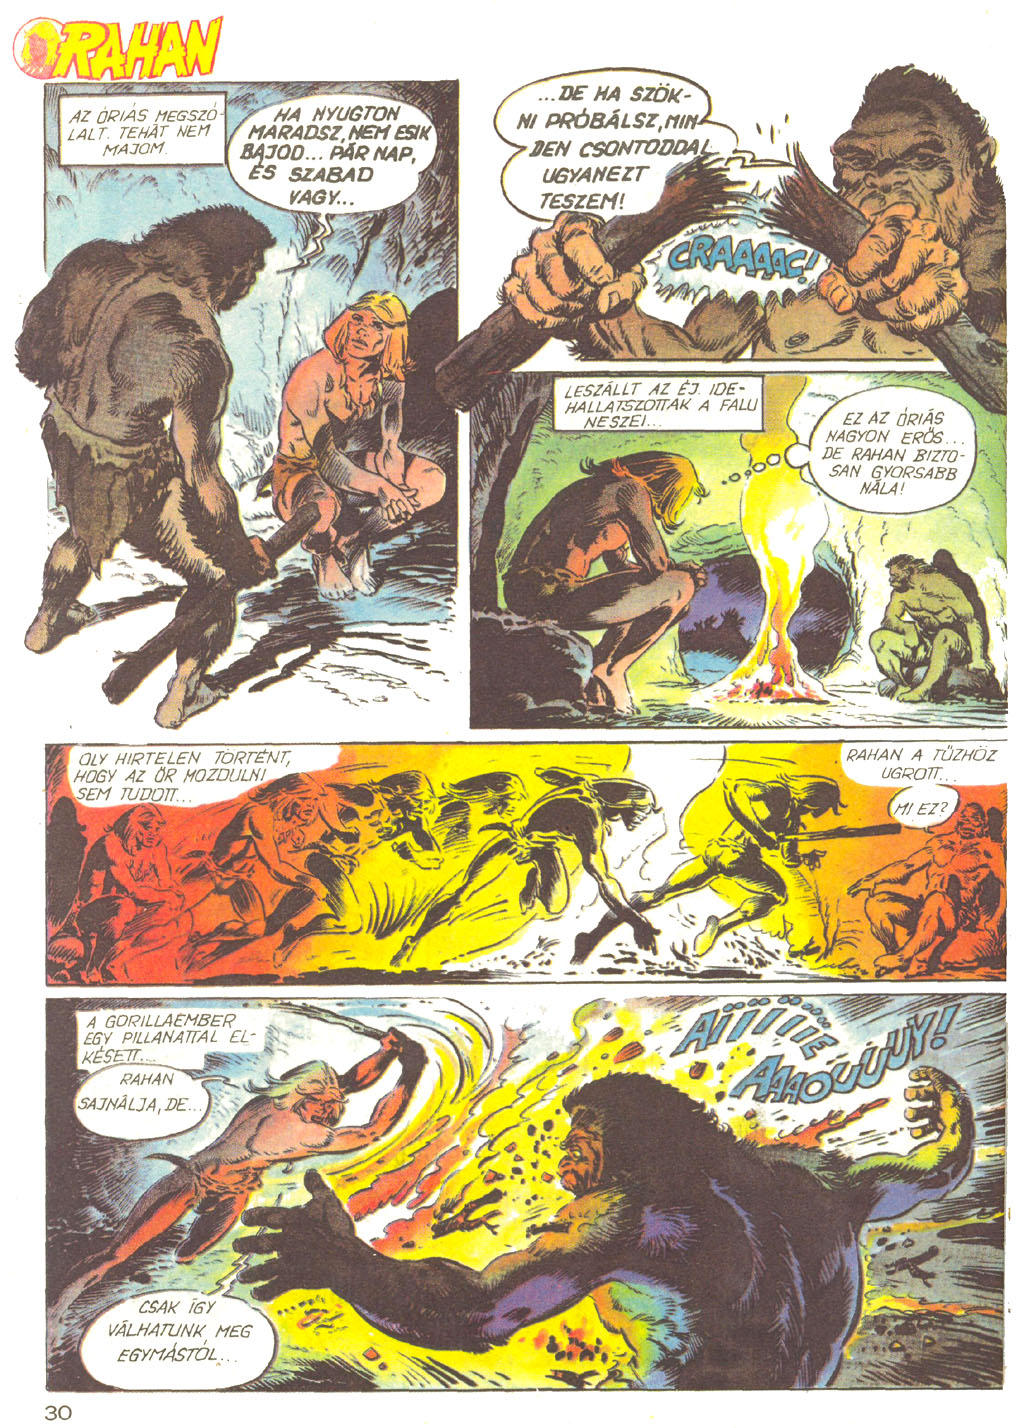 RAHAN
AZ ÓRIÁS MEGSZÓ-
LALT. TEHÁT NEM
MAJOM.
HA NYUGTON
MARADSZ, NEM ESIK
BAJOD... PÁR NAP,
ÉS SZABAD
VAGY...
...DE HA SZÖK-
NI PRÓBÁLSZ, MIN-
DEN CSONTODDAL
UGYANEZT
TESZEM!
CRAAAAC!
LESZÁLLT AZ ÉJ. IDE-
HALLATSZOTTAK A FALU
NESZEI...
EZ AZ ÓRIÁS
NAGYON ERŐS...
DE RAHAN BIZTO-
SAN GYORSABB
NÁLA!
OLY HIRTELEN TÖRTÉNT,
HOGY AZ ŐR MOZDULNI
SEM TUDOTT...
RAHAN A TŰZHÖZ
UGROTT...
MI EZ?
A GORILLAEMBER
EGY PILLANATTAL EL-
KÉSETT...
RAHAN
SAJNÁLJA, DE...
AÏÏÏÏÏE
AAAOUUUUY!
CSAK ÍGY
VÁLHATUNK MEG
EGYMÁSTÓL...
30